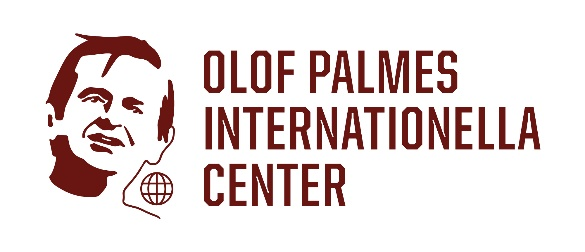 OLOF PALMES
INTERNATIONELLA
CENTER